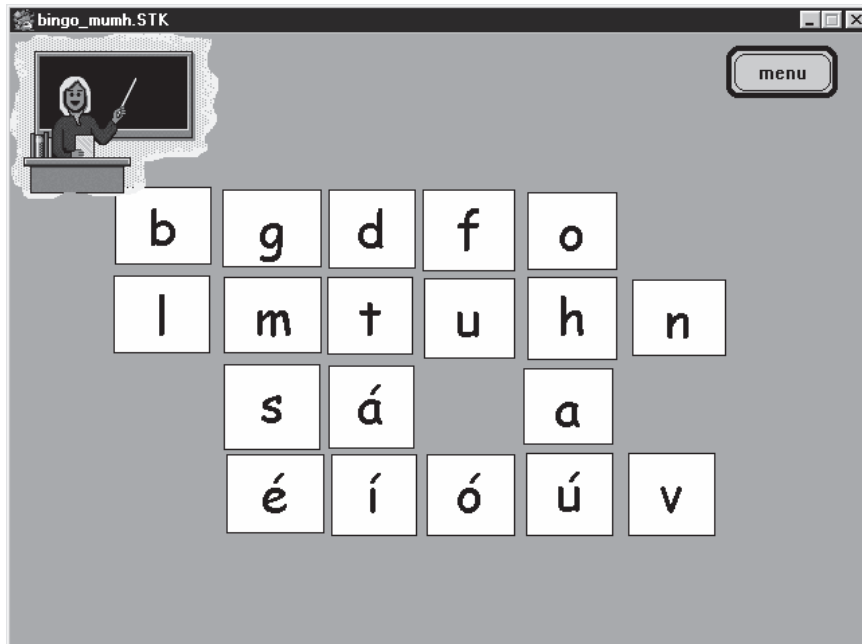 bingo_mumh.STK
menu
b g d f o
l m t u h n
s á a
é í ó ú v